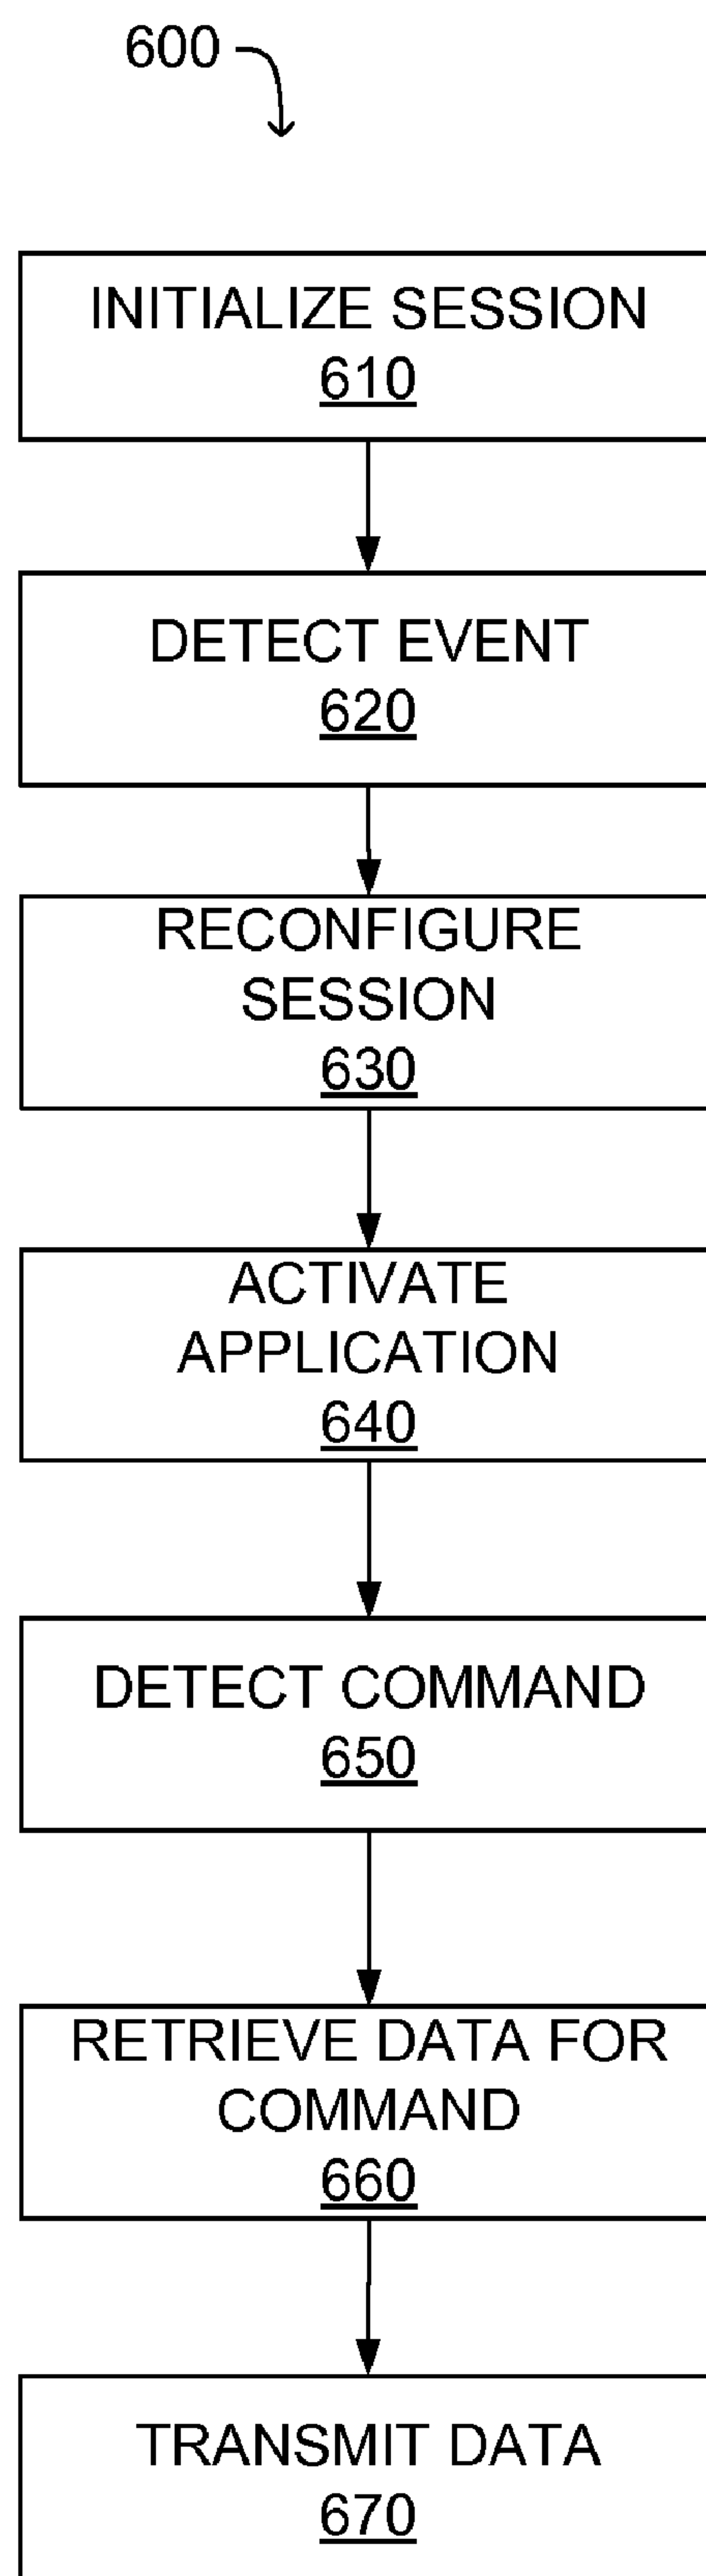 600
INITIALIZE SESSION
610
DETECT EVENT
620
RECONFIGURE
SESSION
630
ACTIVATE
APPLICATION
640
DETECT COMMAND
650
RETRIEVE DATA FOR
COMMAND
660
TRANSMIT DATA
670